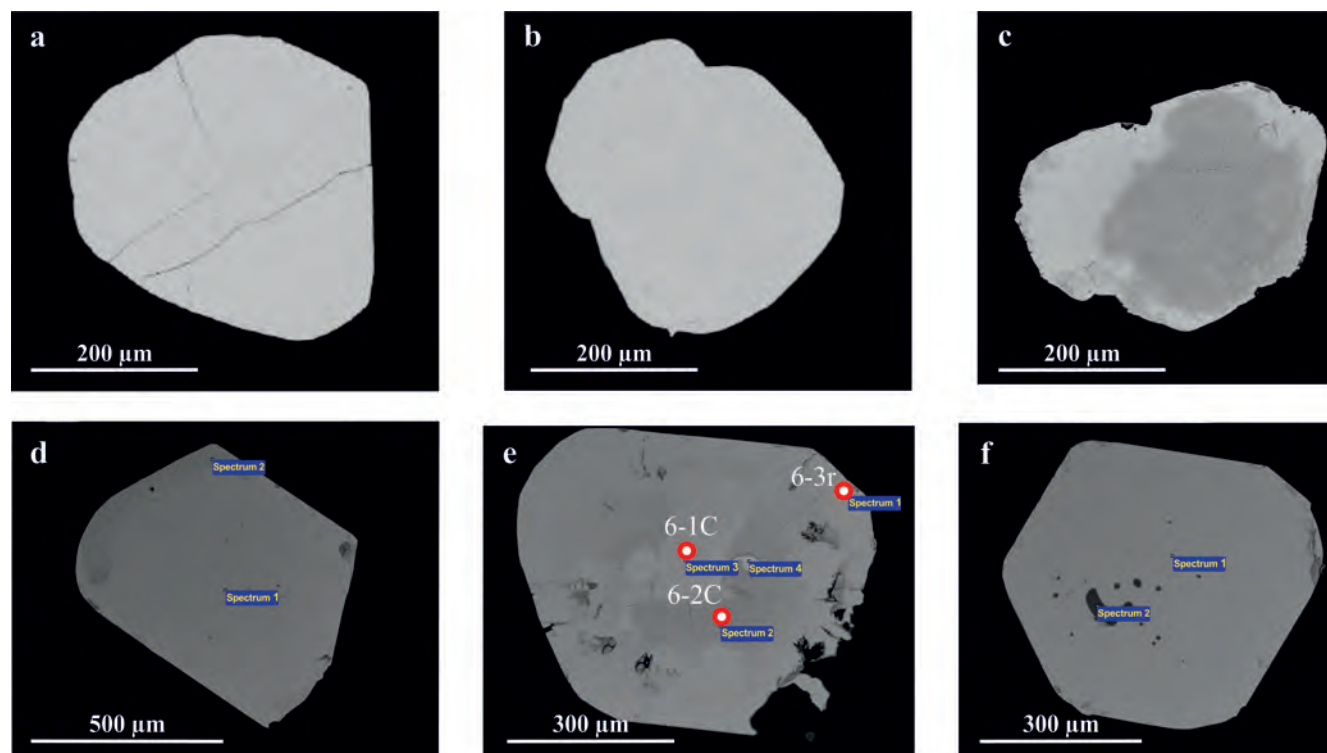 a
b
c
200 µm
200 µm
200 µm
d
e
f
Spectrum 2
Spectrum 1
500 µm
6-3r
Spectrum 1
6-1C
Spectrum 3
Spectrum 4
6-2C
Spectrum 2
300 µm
Spectrum 1
Spectrum 2
300 µm